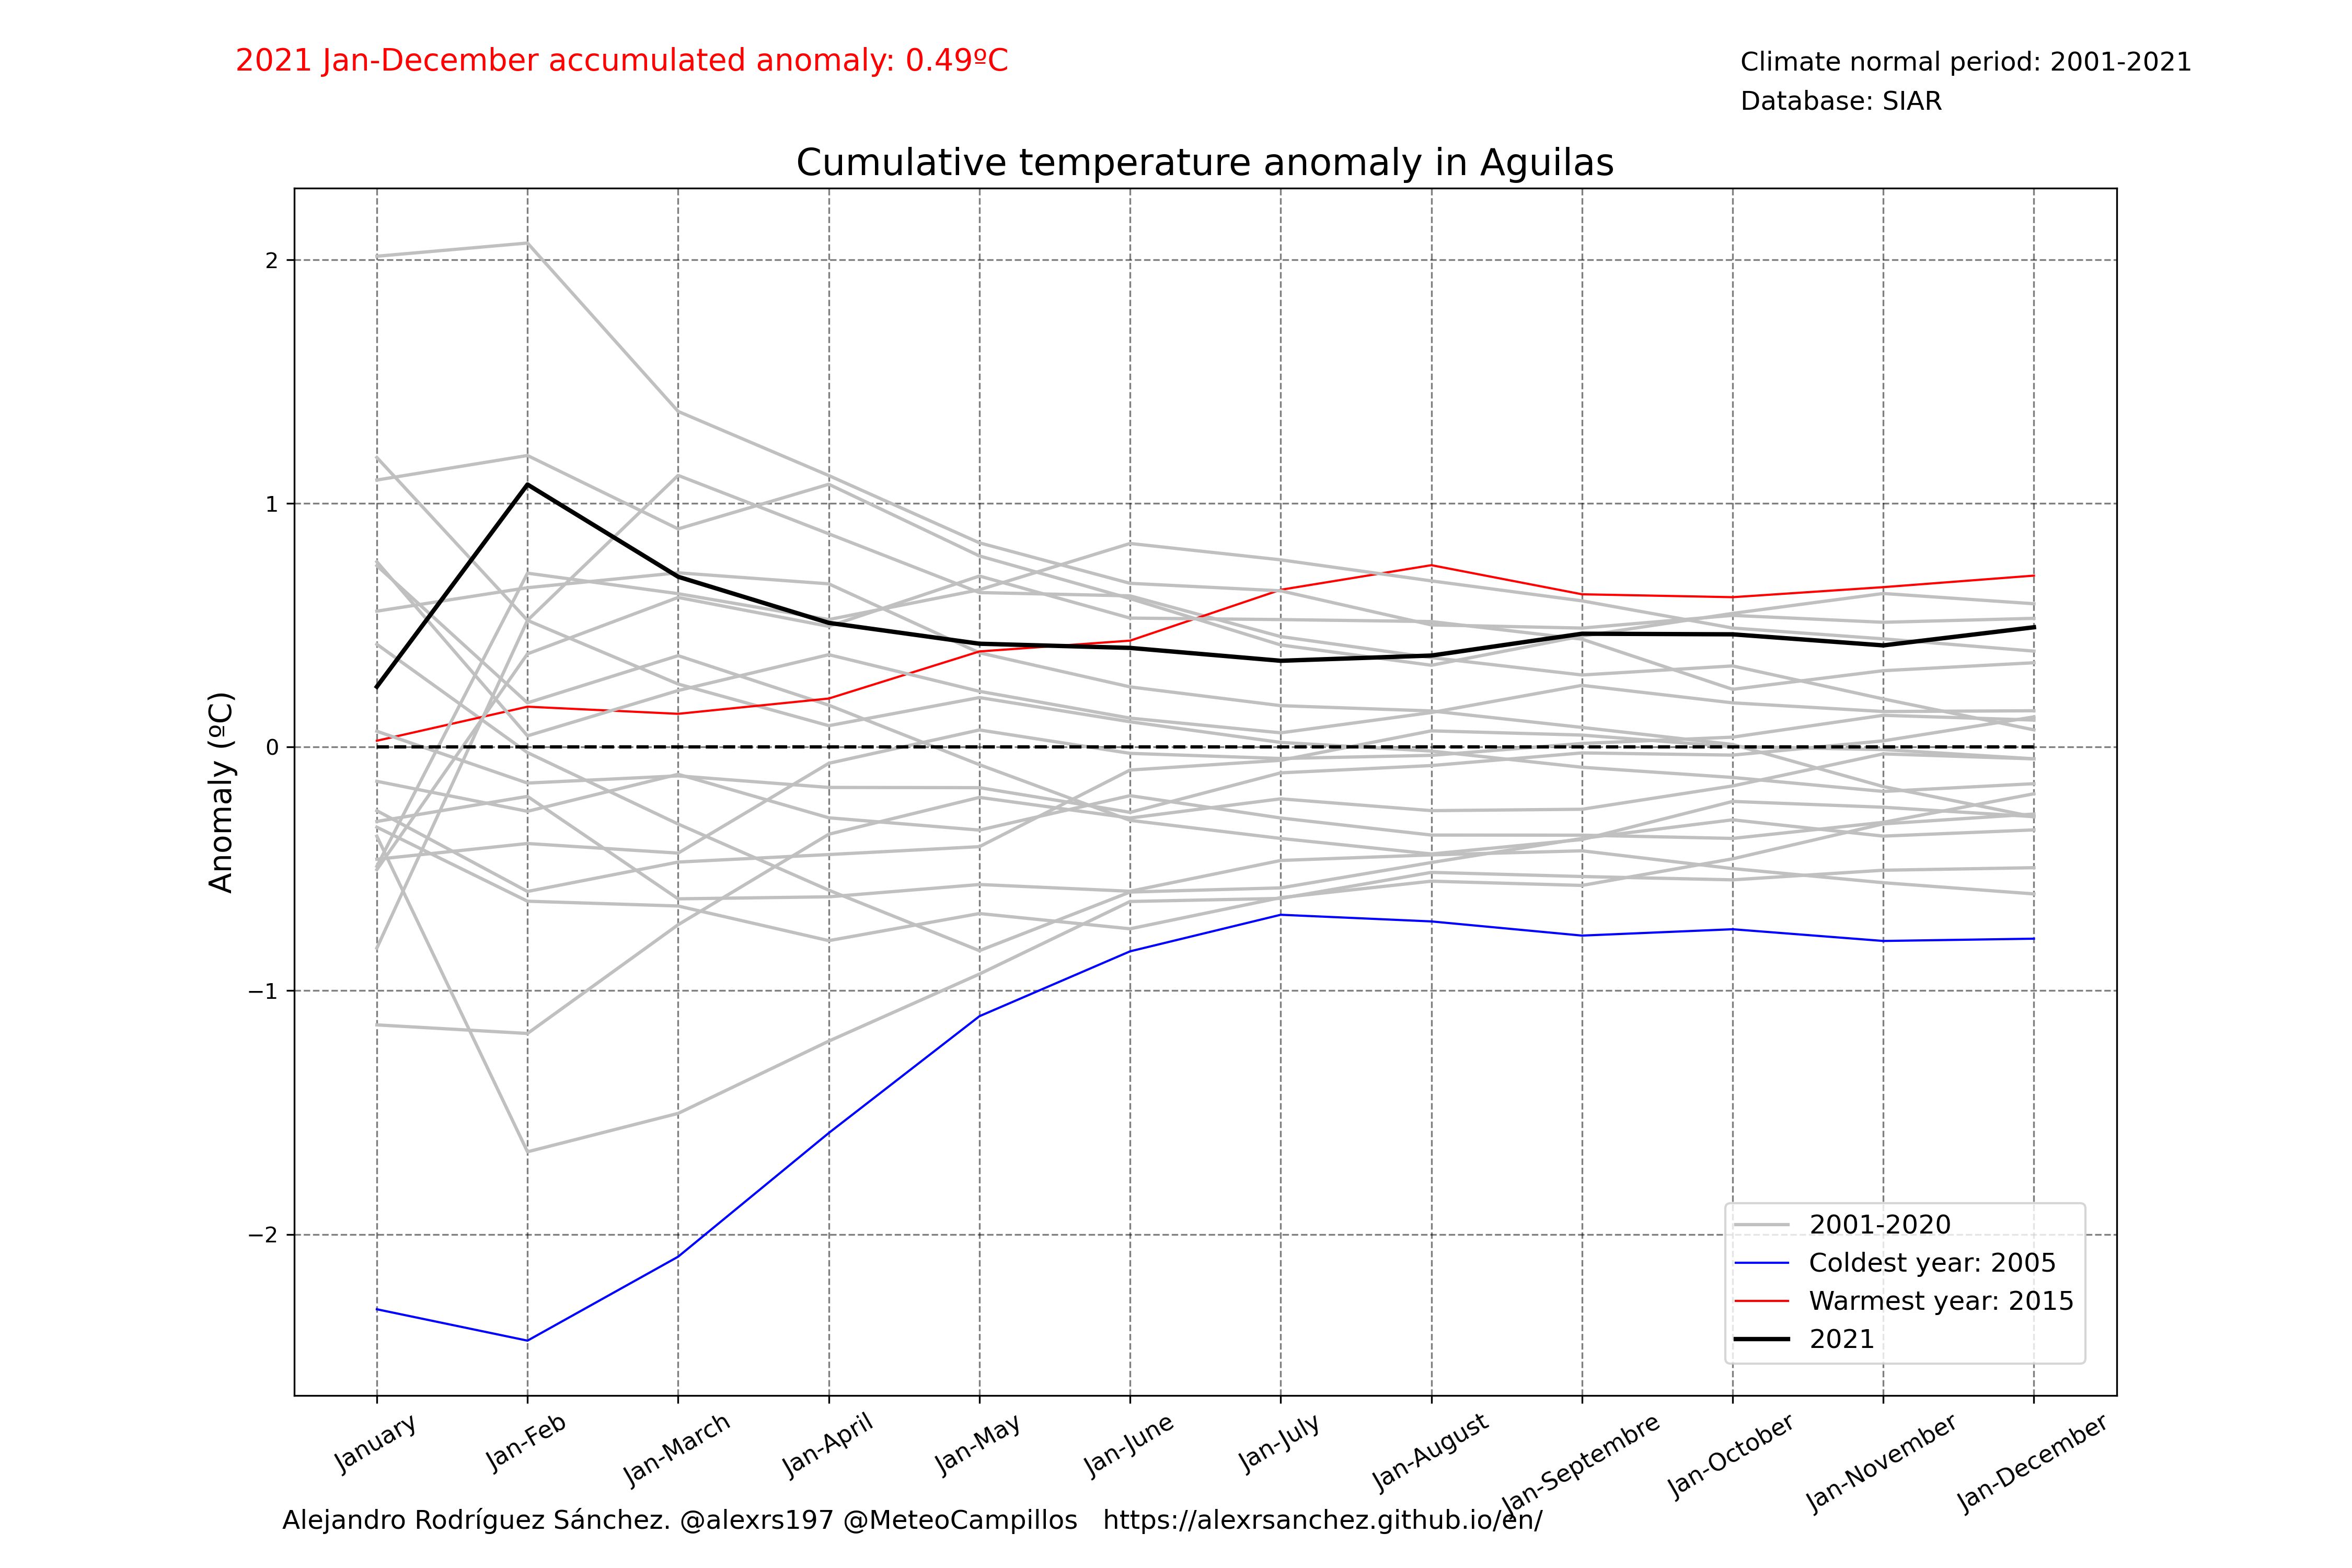 2021 Jan-December accumulated anomaly: 0.49ºC
Climate normal period: 2001-2021
Database: SIAR
Cumulative temperature anomaly in Aguilas
Anomaly (ºC)
2
1
0
−1
−2
2001-2020
Coldest year: 2005
Warmest year: 2015
2021
January
Jan-Feb
Jan-March
Jan-April
Jan-May
Jan-June
Jan-July
Jan-August
Jan-Septembre
Jan-October
Jan-November
Jan-December
Alejandro Rodríguez Sánchez. @alexrs197 @MeteoCampillos   https://alexrsanchez.github.io/en/